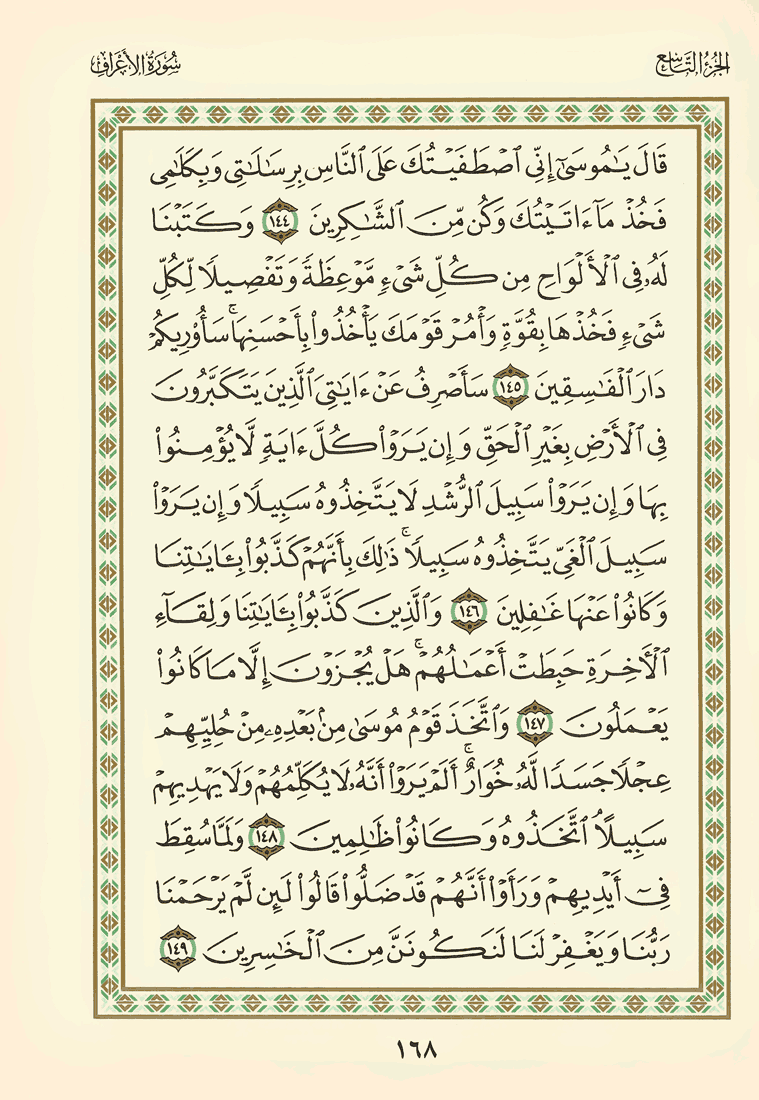 الجزء التاسع
سورة الأعراف
قَالَ يَٰمُوسَىٰٓ إِنِّي ٱصۡطَفَيۡتُكَ عَلَى ٱلنَّاسِ بِرِسَٰلَٰتِي وَبِكَلَٰمِي
فَخُذۡ مَآ ءَاتَيۡتُكَ وَكُن مِّنَ ٱلشَّٰكِرِينَ ١٤٤ وَكَتَبۡنَا
لَهُۥ فِي ٱلۡأَلۡوَاحِ مِن كُلِّ شَيۡءٖ مَّوۡعِظَةٗ وَتَفۡصِيلٗا لِّكُلِّ
شَيۡءٖ فَخُذۡهَا بِقُوَّةٖ وَأۡمُرۡ قَوۡمَكَ يَأۡخُذُواْ بِأَحۡسَنِهَاۚ سَأُوْرِيكُمۡ
دَارَ ٱلۡفَٰسِقِينَ ١٤٥ سَأَصۡرِفُ عَنۡ ءَايَٰتِيَ ٱلَّذِينَ يَتَكَبَّرُونَ
فِي ٱلۡأَرۡضِ بِغَيۡرِ ٱلۡحَقِّ وَإِن يَرَوۡاْ كُلَّ ءَايَةٖ لَّا يُؤۡمِنُواْ
بِهَا وَإِن يَرَوۡاْ سَبِيلَ ٱلرُّشۡدِ لَا يَتَّخِذُوهُ سَبِيلٗا وَإِن يَرَوۡاْ
سَبِيلَ ٱلۡغَيِّ يَتَّخِذُوهُ سَبِيلٗاۚ ذَٰلِكَ بِأَنَّهُمۡ كَذَّبُواْ بِـَٔايَٰتِنَا
وَكَانُواْ عَنۡهَا غَٰفِلِينَ ١٤٦ وَٱلَّذِينَ كَذَّبُواْ بِـَٔايَٰتِنَا وَلِقَآءِ
ٱلۡأٓخِرَةِ حَبِطَتۡ أَعۡمَٰلُهُمۡۚ هَلۡ يُجۡزَوۡنَ إِلَّا مَا كَانُواْ
يَعۡمَلُونَ ١٤٧ وَٱتَّخَذَ قَوۡمُ مُوسَىٰ مِنۢ بَعۡدِهِۦ مِنۡ حُلِيِّهِمۡ
عِجۡلٗا جَسَدٗا لَّهُۥ خُوَارٌۚ أَلَمۡ يَرَوۡاْ أَنَّهُۥ لَا يُكَلِّمُهُمۡ وَلَا يَهۡدِيهِمۡ
سَبِيلًاۘ ٱتَّخَذُوهُ وَكَانُواْ ظَٰلِمِينَ ١٤٨ وَلَمَّا سُقِطَ
فِيٓ أَيۡدِيهِمۡ وَرَأَوۡاْ أَنَّهُمۡ قَدۡ ضَلُّواْ قَالُواْ لَئِن لَّمۡ يَرۡحَمۡنَا
رَبُّنَا وَيَغۡفِرۡ لَنَا لَنَكُونَنَّ مِنَ ٱلۡخَٰسِرِينَ ١٤٩
١٦٨